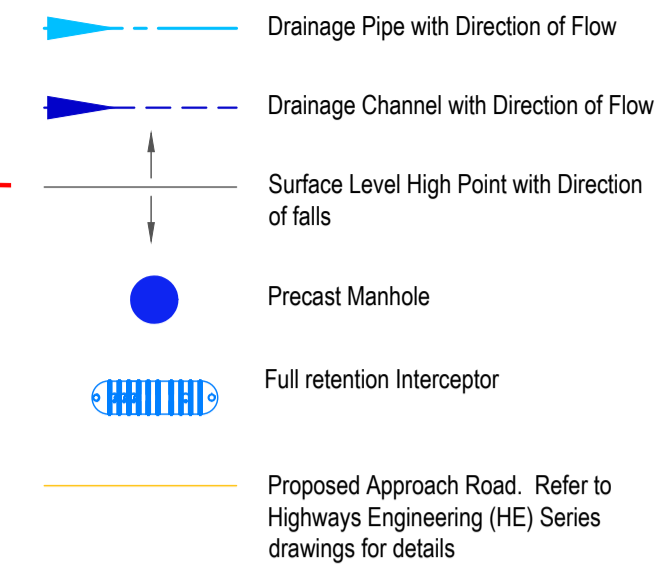 Drainage Pipe with Direction of Flow
Drainage Channel with Direction of Flow
Surface Level High Point with Direction
of falls
Precast Manhole
Full retention Interceptor
Proposed Approach Road. Refer to
Highways Engineering (HE) Series
drawings for details